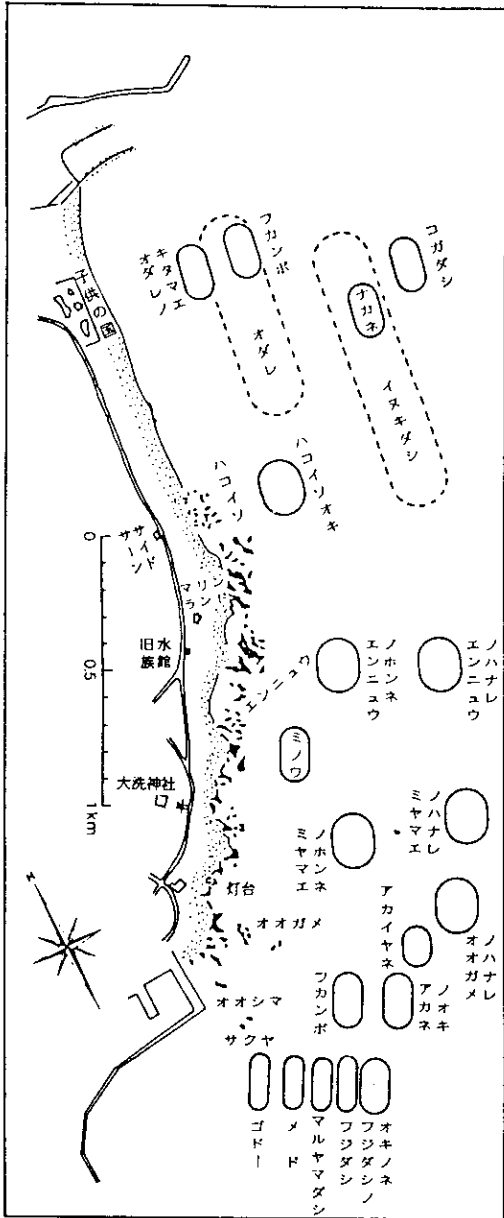 コガダシ
ナカネ
イヌキダシ
フカンボ
キタマエ
オダレノ
オダレ
子供の国
ハコイソオキ
ハコイソ
0
サイド
サーン
マリン
ラン
旧水
族館
0.5
エンニュウ
ノホンネ
エンニュウ
ノハナレ
エンニュウ
ミノウ
大洗神社
口
1km
ノホンネ
ミヤマエ
ノハナレ
ミヤマエ
灯台
アカイヤネ
ノハナレ
オオガメ
オオガメ
オオシマ
フカンボ
ノオキ
アカネ
サクヤ
ゴドー
メド
マルヤマダシ
フジダシ
フジダシノ
オキノネ
N